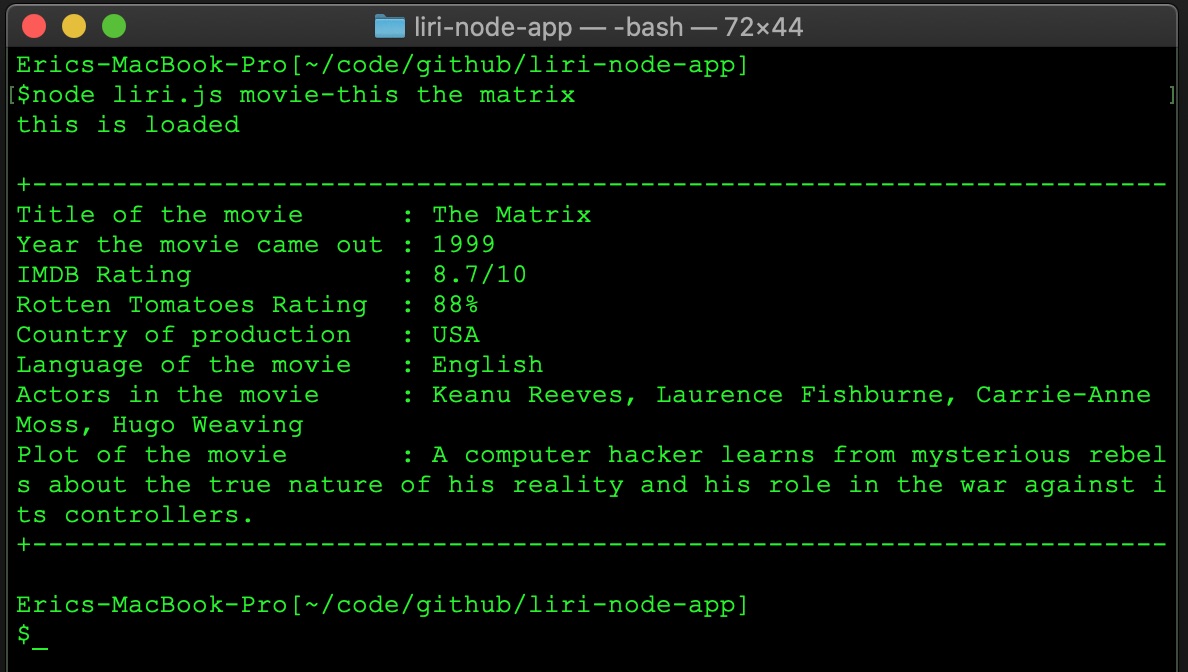 liri-node-app — -bash — 72×44
Erics-MacBook-Pro[~/code/github/liri-node-app]
[$node liri.js movie-this the matrix ]
this is loaded
+-----------------------------------------------------------------------
Title of the movie      : The Matrix
Year the movie came out : 1999
IMDB Rating             : 8.7/10
Rotten Tomatoes Rating  : 88%
Country of production   : USA
Language of the movie   : English
Actors in the movie     : Keanu Reeves, Laurence Fishburne, Carrie-Anne
Moss, Hugo Weaving
Plot of the movie       : A computer hacker learns from mysterious rebel
s about the true nature of his reality and his role in the war against i
ts controllers.
+-----------------------------------------------------------------------
Erics-MacBook-Pro[~/code/github/liri-node-app]
$_